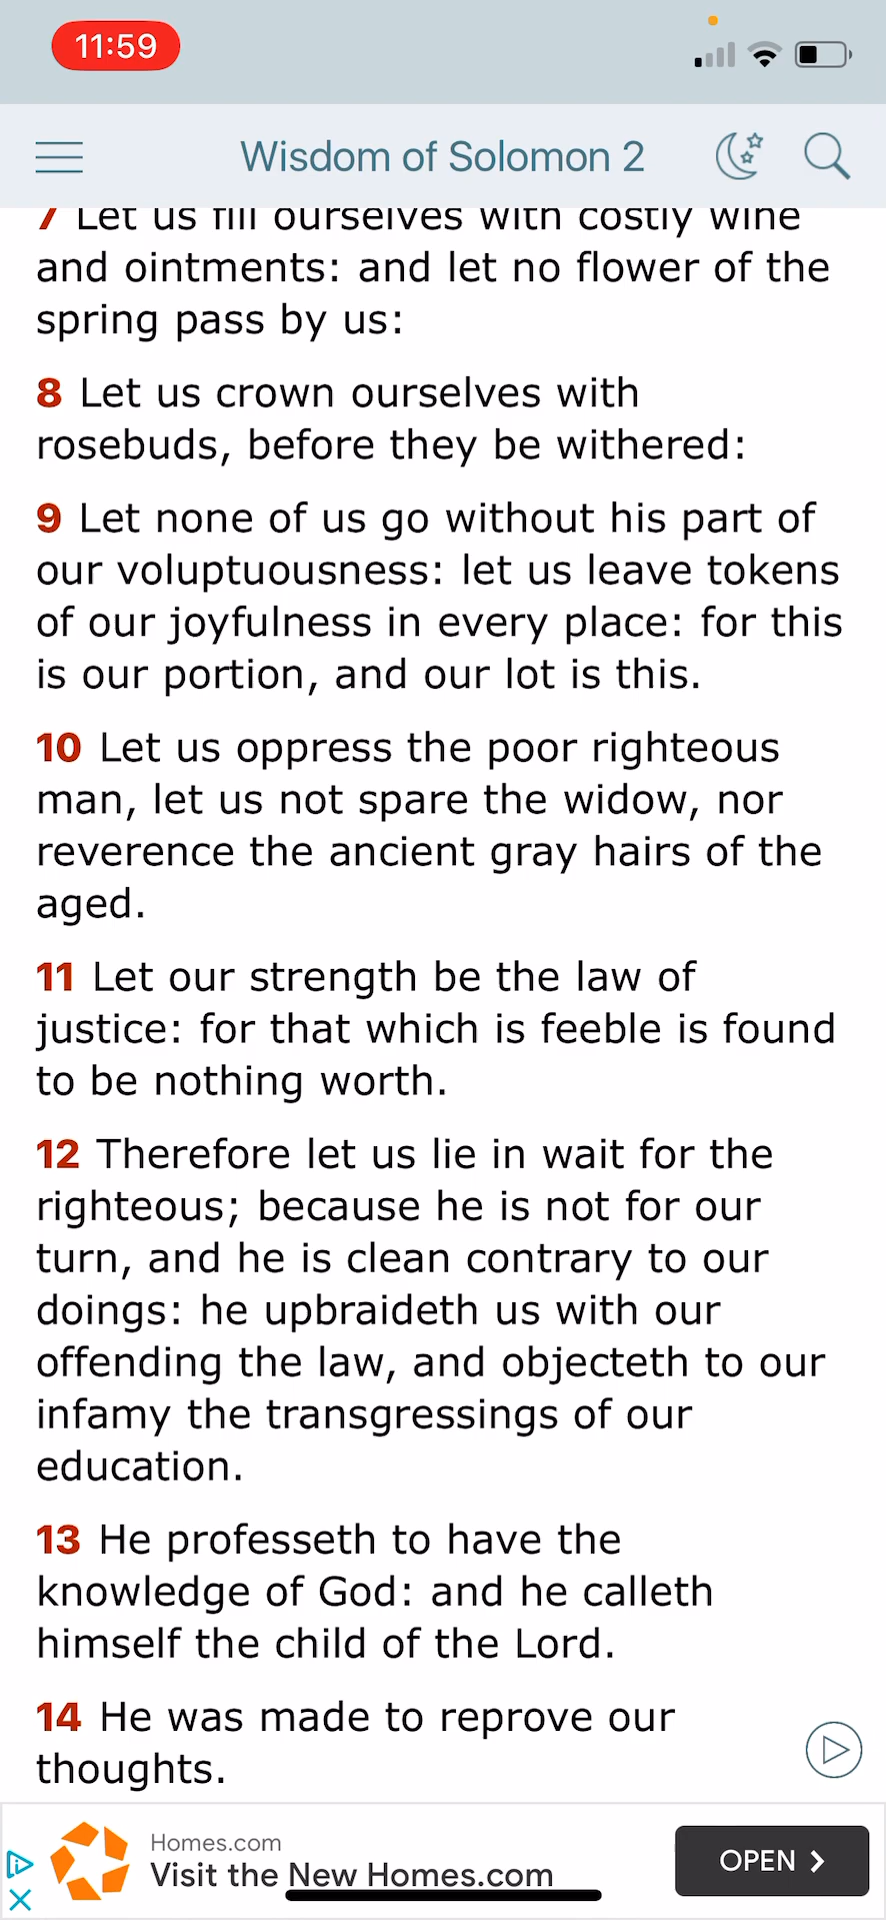 11:59
Wisdom of Solomon 2
7 Let us fill ourselves with costly wine
and ointments: and let no flower of the
spring pass by us:
8 Let us crown ourselves with
rosebuds, before they be withered:
9 Let none of us go without his part of
our voluptuousness: let us leave tokens
of our joyfulness in every place: for this
is our portion, and our lot is this.
10 Let us oppress the poor righteous
man, let us not spare the widow, nor
reverence the ancient gray hairs of the
aged.
11 Let our strength be the law of
justice: for that which is feeble is found
to be nothing worth.
12 Therefore let us lie in wait for the
righteous; because he is not for our
turn, and he is clean contrary to our
doings: he upbraideth us with our
offending the law, and objecteth to our
infamy the transgressings of our
education.
13 He professeth to have the
knowledge of God: and he calleth
himself the child of the Lord.
14 He was made to reprove our
thoughts.
Homes.com
Visit the New Homes.com
OPEN